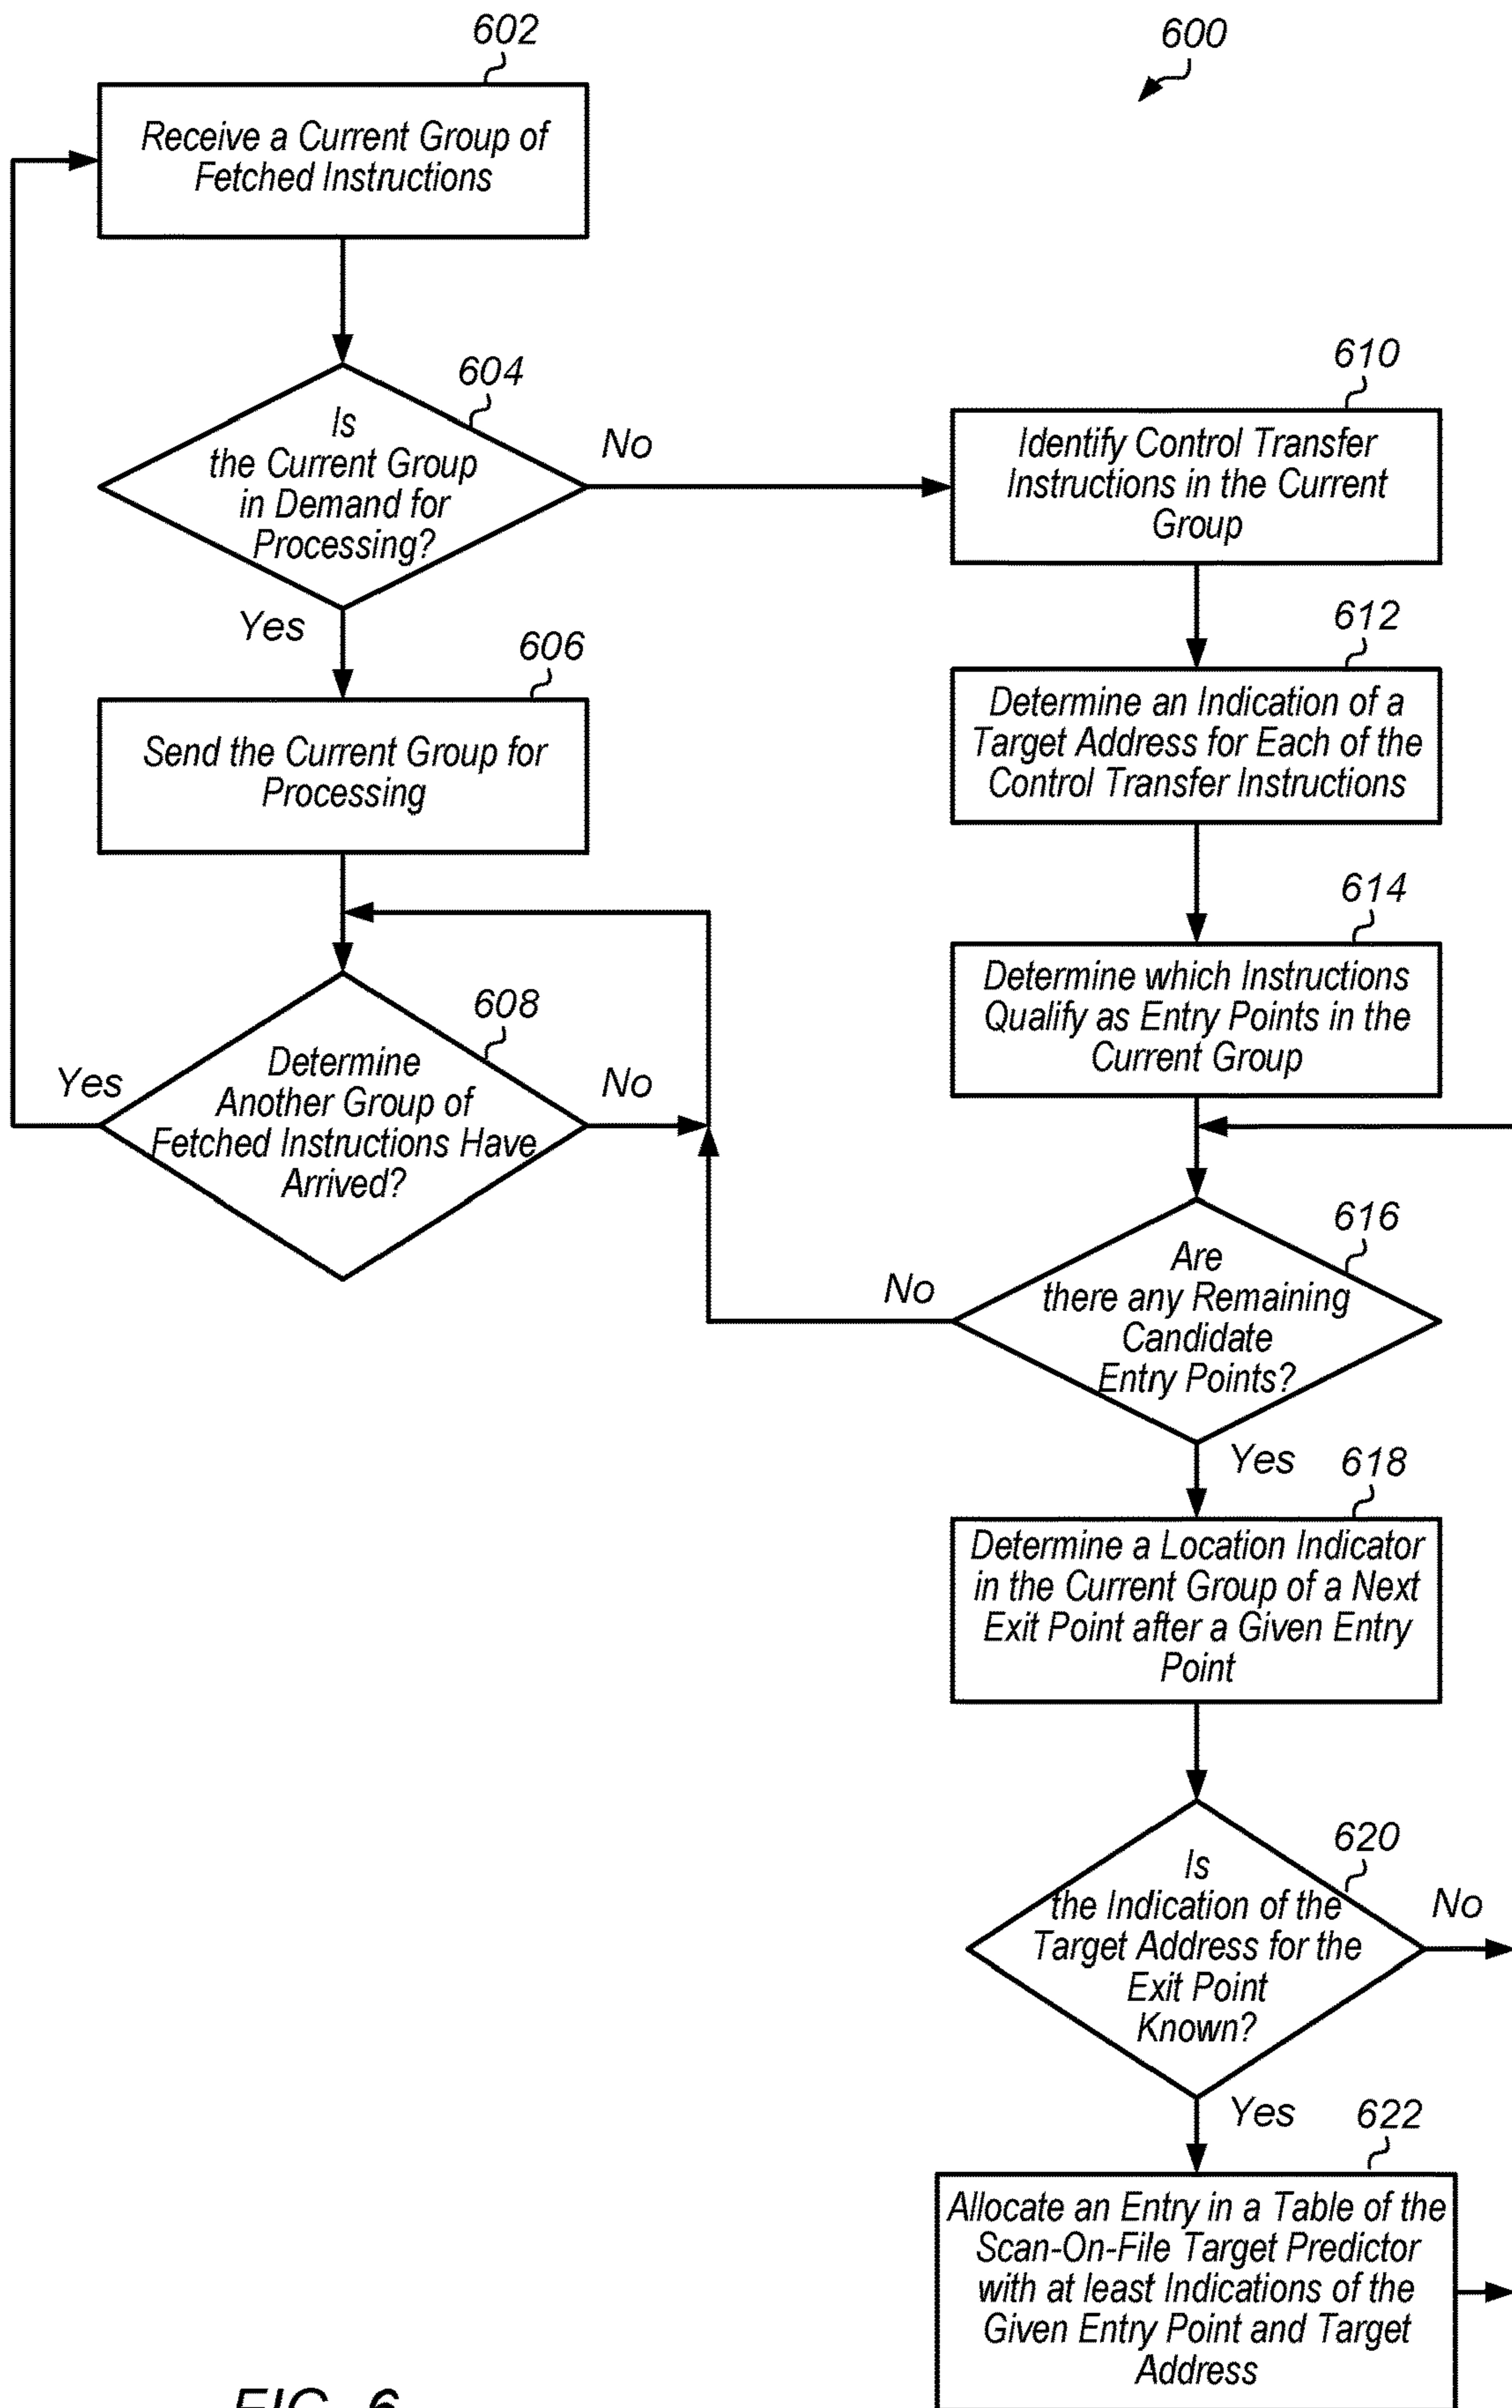 602
600
Receive a Current Group of
Fetched Instructions
604
Is
the Current Group
in Demand for
Processing?
No
Yes
610
Identify Control Transfer
Instructions in the Current
Group
606
Send the Current Group for
Processing
612
Determine an Indication of a
Target Address for Each of the
Control Transfer Instructions
614
Determine which Instructions
Qualify as Entry Points in the
Current Group
608
Determine
Another Group of
Fetched Instructions Have
Arrived?
Yes
No
616
Are
there any Remaining
Candidate
Entry Points?
No
Yes
618
Determine a Location Indicator
in the Current Group of a Next
Exit Point after a Given Entry
Point
620
Is
the Indication of the
Target Address for the
Exit Point
Known?
No
Yes
622
Allocate an Entry in a Table of the
Scan-On-File Target Predictor
with at least Indications of the
Given Entry Point and Target
Address
FIG. 6